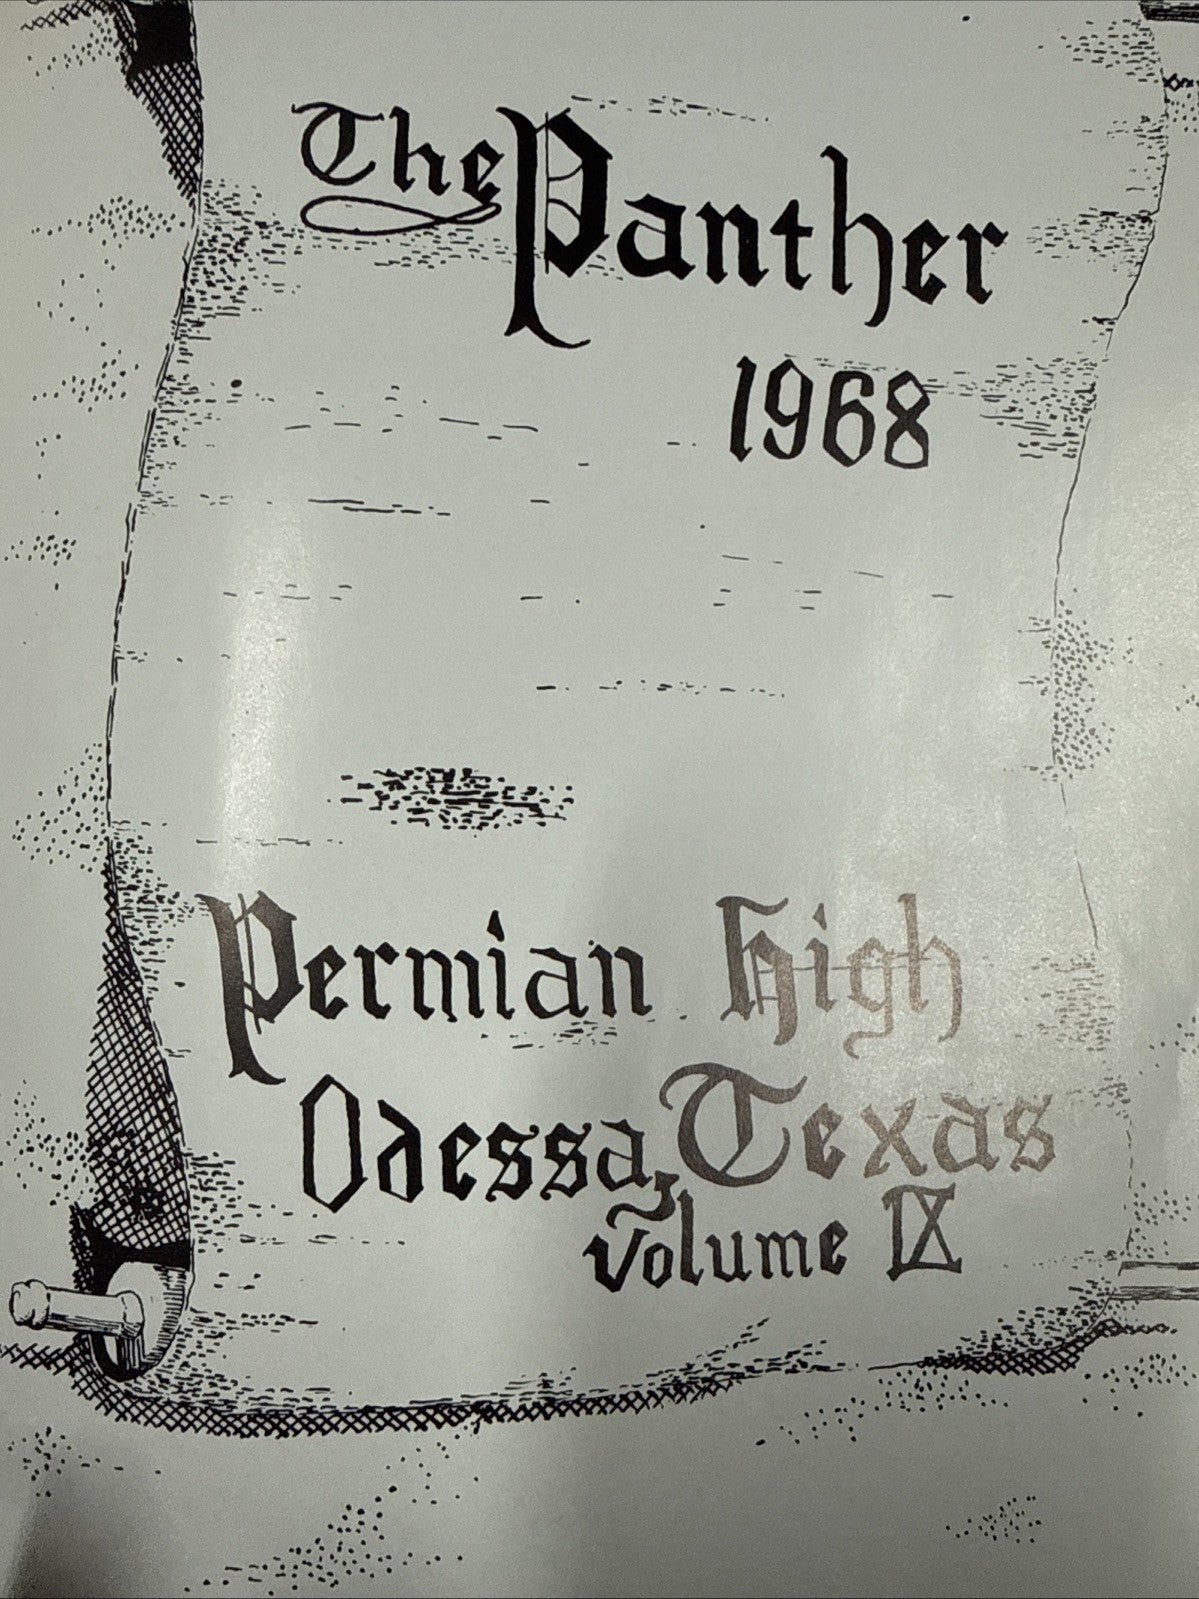 The Panther
1968
Permian High
Odessa, Texas
Volume IX